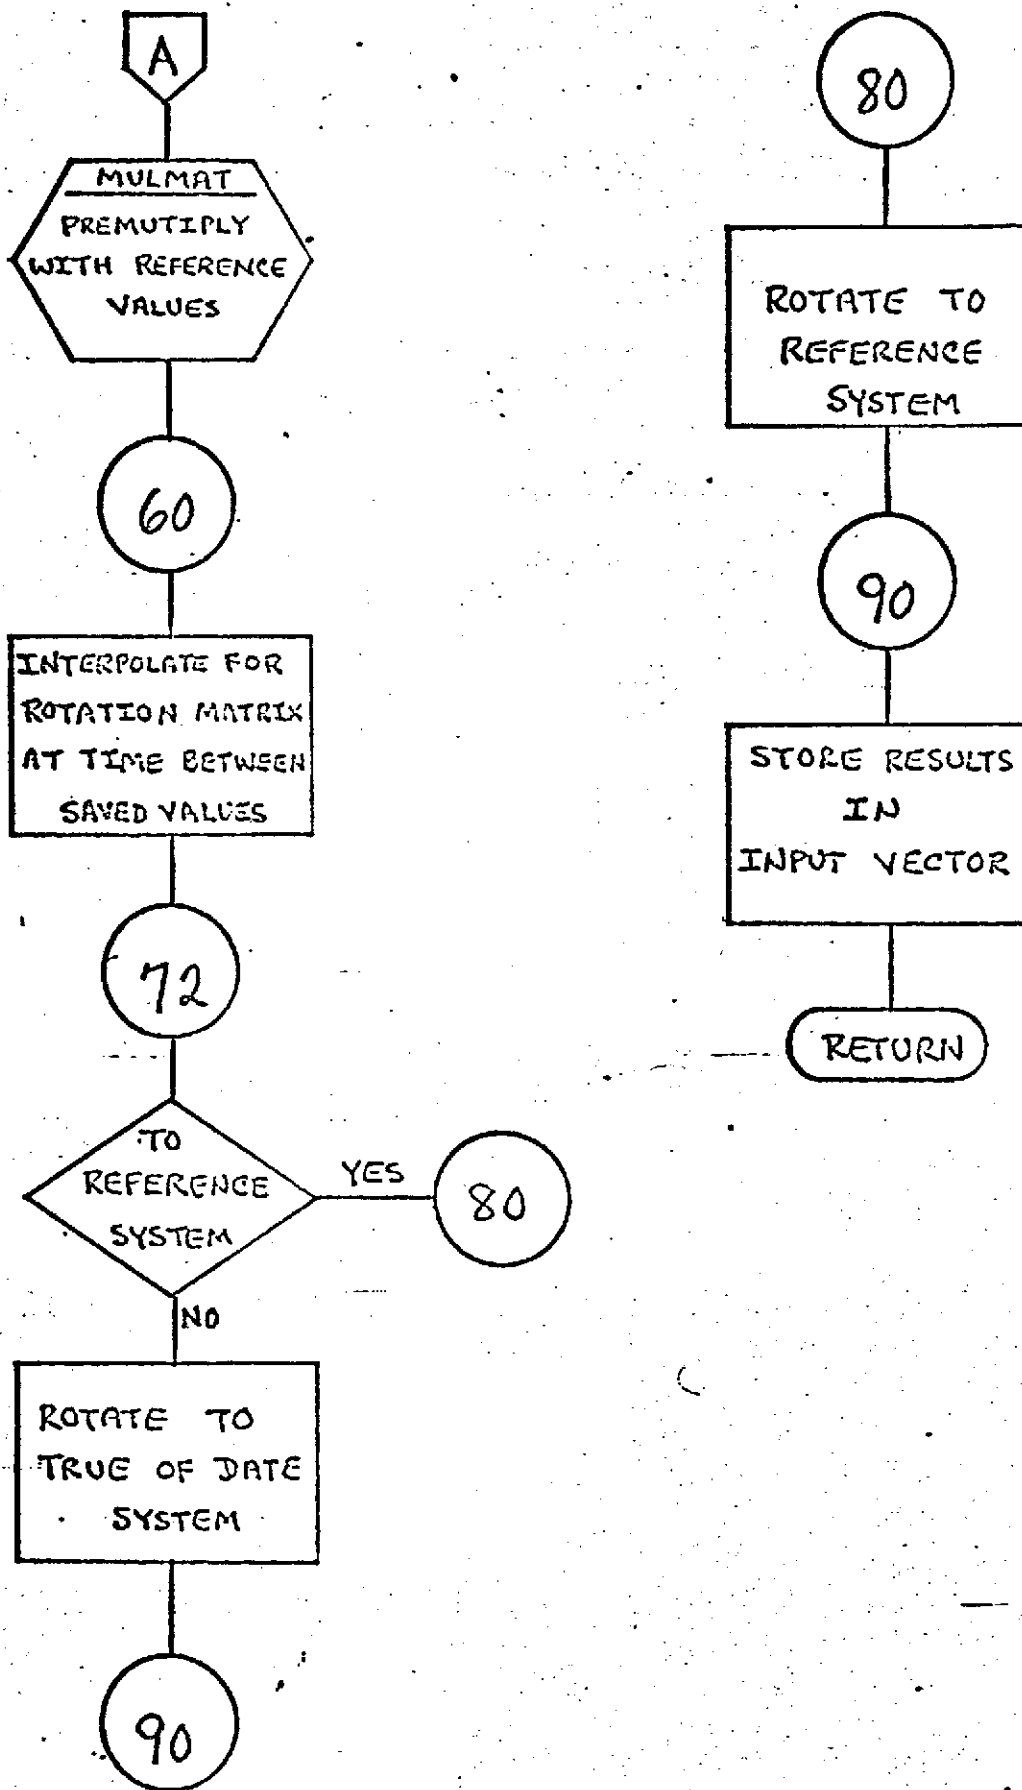 A
MULMAT
PREMUTIPLY
WITH REFERENCE
VALUES
60
INTERPOLATE FOR
ROTATION MATRIX
AT TIME BETWEEN
SAVED VALUES
72
TO
REFERENCE
SYSTEM
YES
80
NO
ROTATE TO
TRUE OF DATE
SYSTEM
90
80
ROTATE TO
REFERENCE
SYSTEM
90
STORE RESULTS
IN
INPUT VECTOR
RETURN